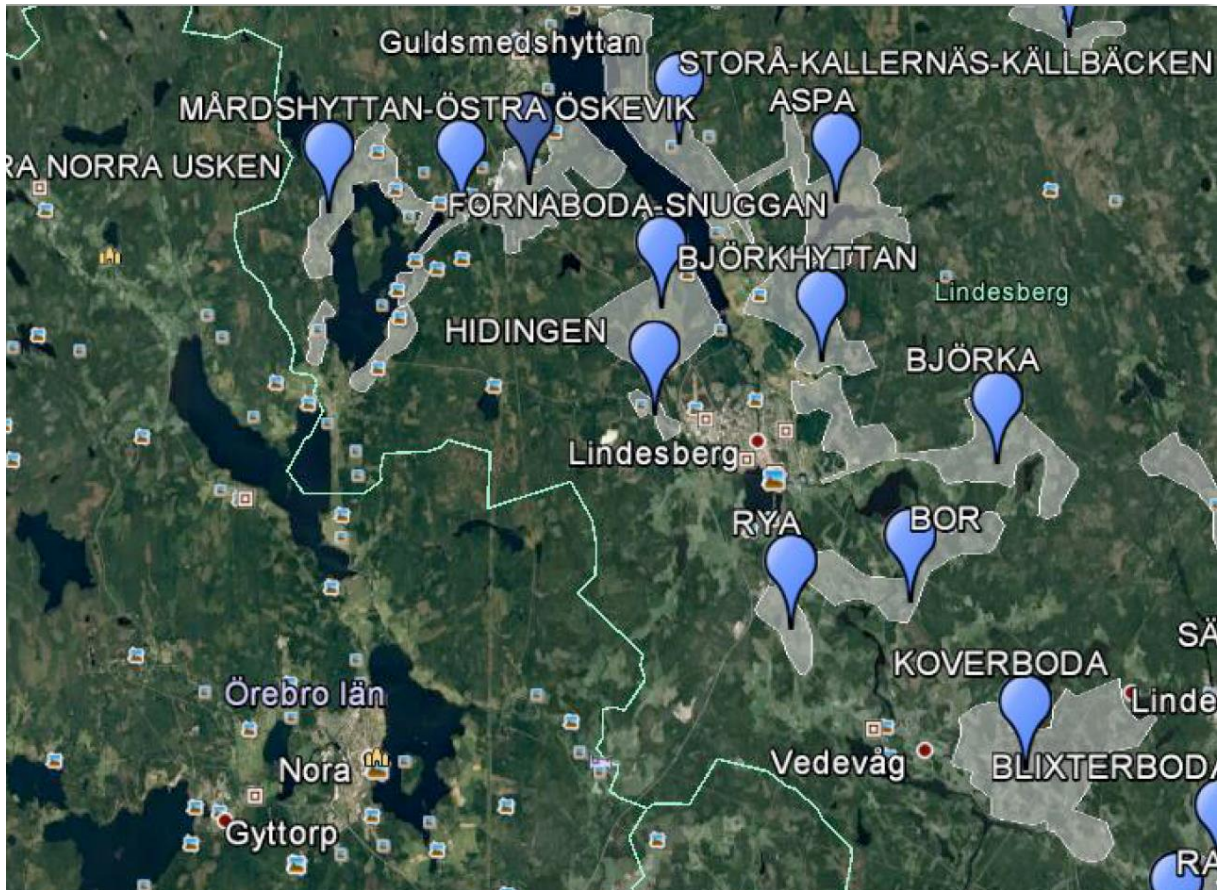 Guldsmedshyttan
STORÅ-KALLERNÄS-KÄLLBÄCKEN
MÅRDSHYTTAN-ÖSTRA ÖSKEVIK
ASPA
RA NORRA USKEN
FORNABODA-SNUGGAN
BJÖRKHYTTAN
Lindesberg
HIDINGEN
BJÖRKA
Lindesberg
RYA
BOR
SÄ
KOVERBODA
Örebro län
Linde
Nora
Vedevåg
BLIXTERBODA
Gyttorp
RA